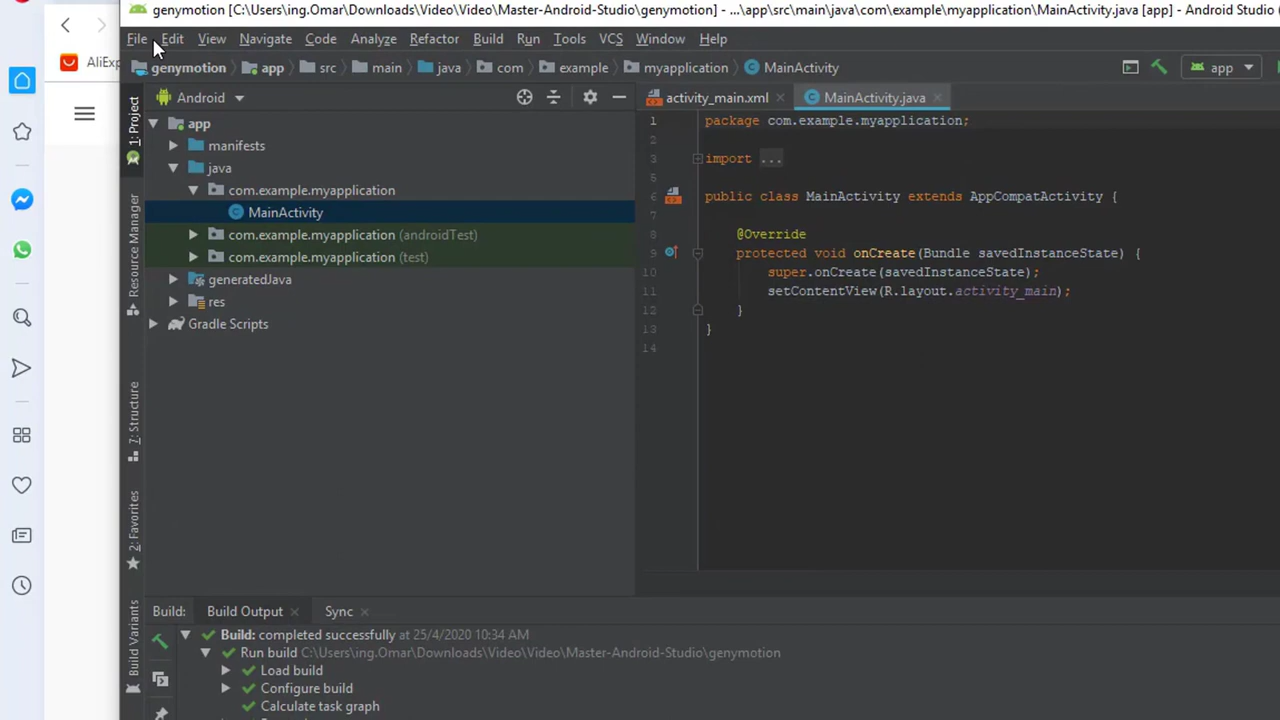 genymotion [C:\Users\ing.Omar\Downloads\Video\Video\Master-Android-Studio\genymotion] - ...\app\src\main\java\com\example\myapplication\MainActivity.java [app] - Android Studio
File Edit View Navigate Code Analyze Refactor Build Run Tools VCS Window Help
AliExp
genymotion app src main java com example myapplication MainActivity app
1: Project
Android
activity_main.xml MainActivity.java
app
manifests
java
com.example.myapplication
MainActivity
com.example.myapplication (androidTest)
com.example.myapplication (test)
generatedJava
res
Gradle Scripts
Resource Manager
7: Structure
2: Favorites
Build Variants
1 package com.example.myapplication;
2
3 import ...
5
6 public class MainActivity extends AppCompatActivity {
7
8 @Override
9 protected void onCreate(Bundle savedInstanceState) {
10 super.onCreate(savedInstanceState);
11 setContentView(R.layout.activity_main);
12 }
13 }
14
Build: Build Output Sync
Build: completed successfully at 25/4/2020 10:34 AM
Run build C:\Users\ing.Omar\Downloads\Video\Video\Master-Android-Studio\genymotion
Load build
Configure build
Calculate task graph